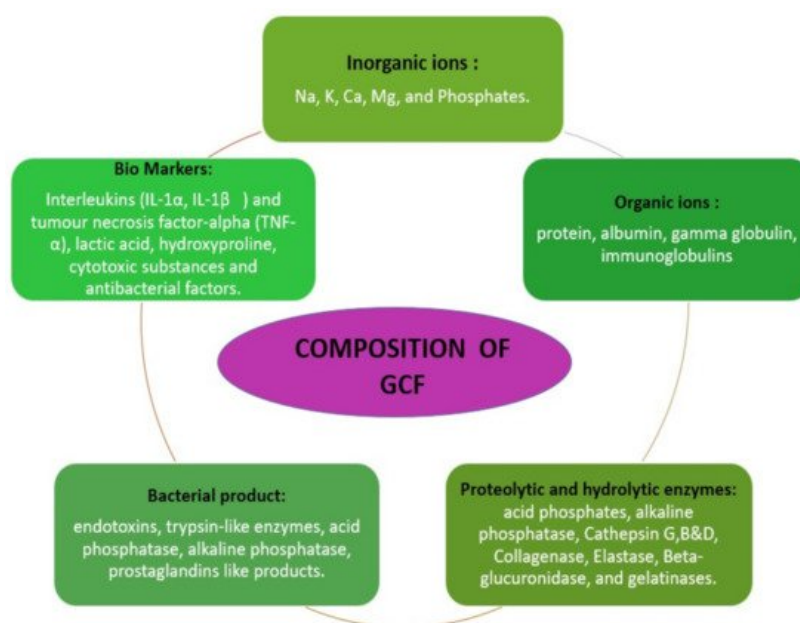 Inorganic ions :
Na, K, Ca, Mg, and Phosphates.
Bio Markers:
Interleukins (IL-1α, IL-1β ) and
tumour necrosis factor-alpha (TNF-
α), lactic acid, hydroxyproline,
cytotoxic substances and
antibacterial factors.
Organic ions :
protein, albumin, gamma globulin,
immunoglobulins
COMPOSITION OF
GCF
Bacterial product:
endotoxins, trypsin-like enzymes, acid
phosphatase, alkaline phosphatase,
prostaglandins like products.
Proteolytic and hydrolytic enzymes:
acid phosphates, alkaline
phosphatase, Cathepsin G,B&D,
Collagenase, Elastase, Beta-
glucuronidase, and gelatinases.